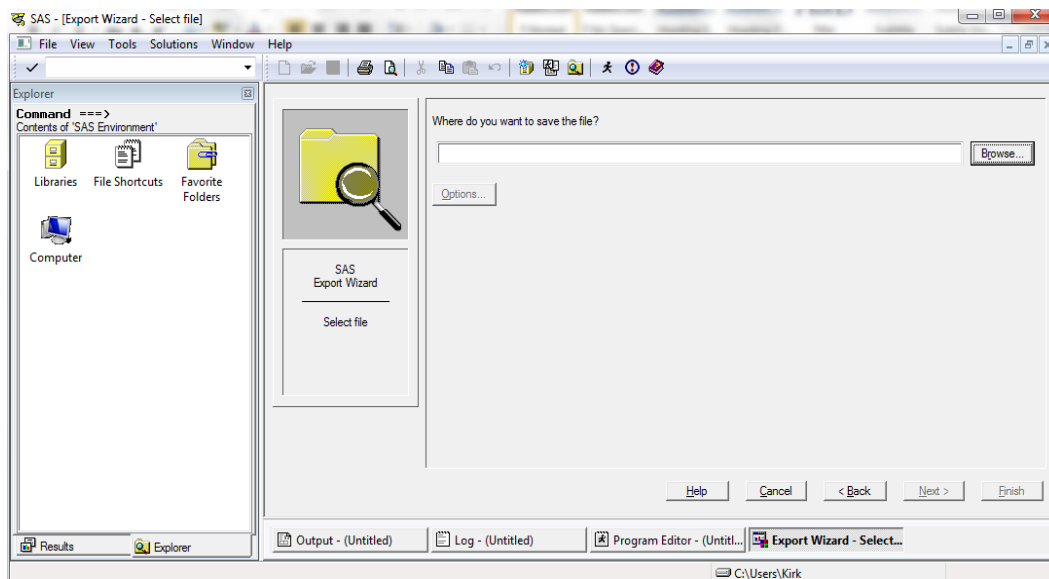 SAS - [Export Wizard - Select file]
File View Tools Solutions Window Help
Explorer
Command ===>
Contents of 'SAS Environment'
Libraries
File Shortcuts
Favorite
Folders
Computer
SAS
Export Wizard
Select file
Where do you want to save the file?
Browse...
Options...
Help
Cancel
< Back
Next >
Finish
Results
Explorer
Output - (Untitled)
Log - (Untitled)
Program Editor - (Untitl...
Export Wizard - Select...
C:\Users\Kirk